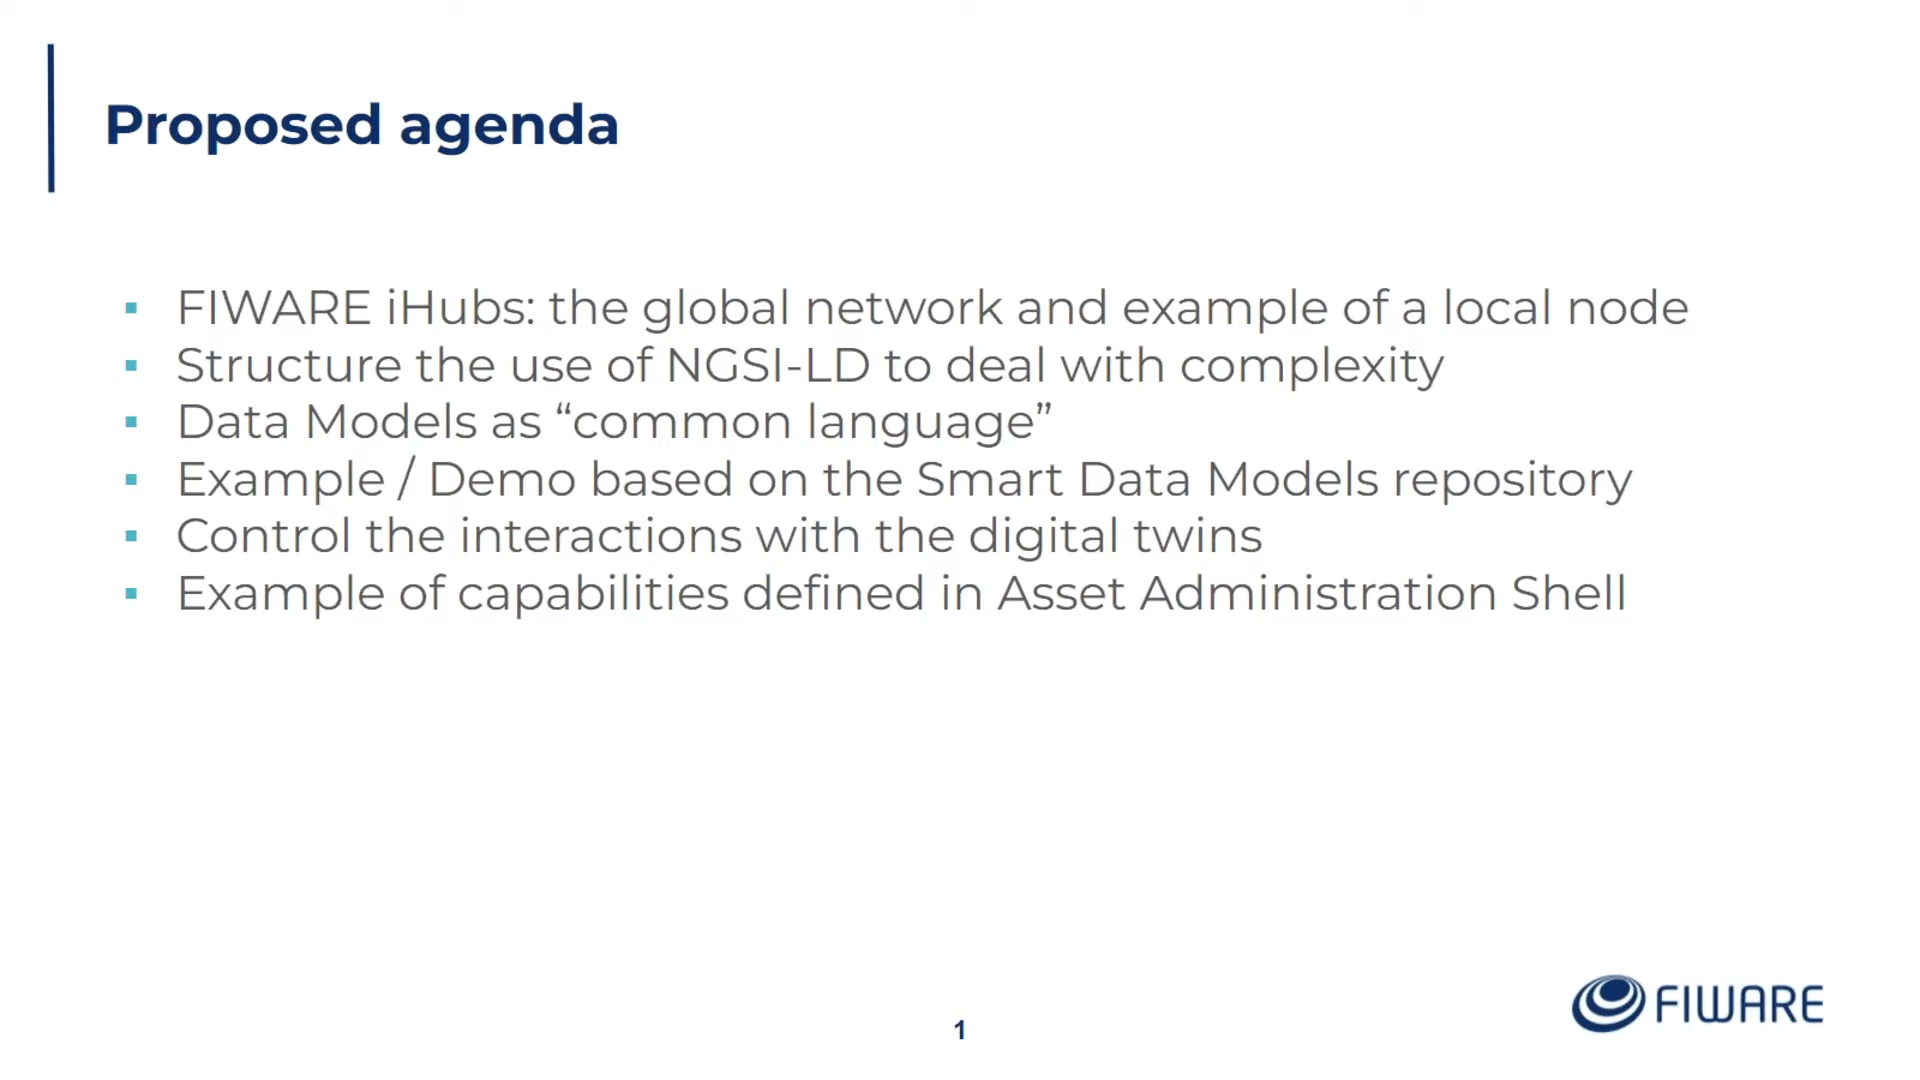 Proposed agenda
▪ FIWARE iHubs: the global network and example of a local node
▪ Structure the use of NGSI-LD to deal with complexity
▪ Data Models as “common language”
▪ Example / Demo based on the Smart Data Models repository
▪ Control the interactions with the digital twins
▪ Example of capabilities defined in Asset Administration Shell
FIWARE
1